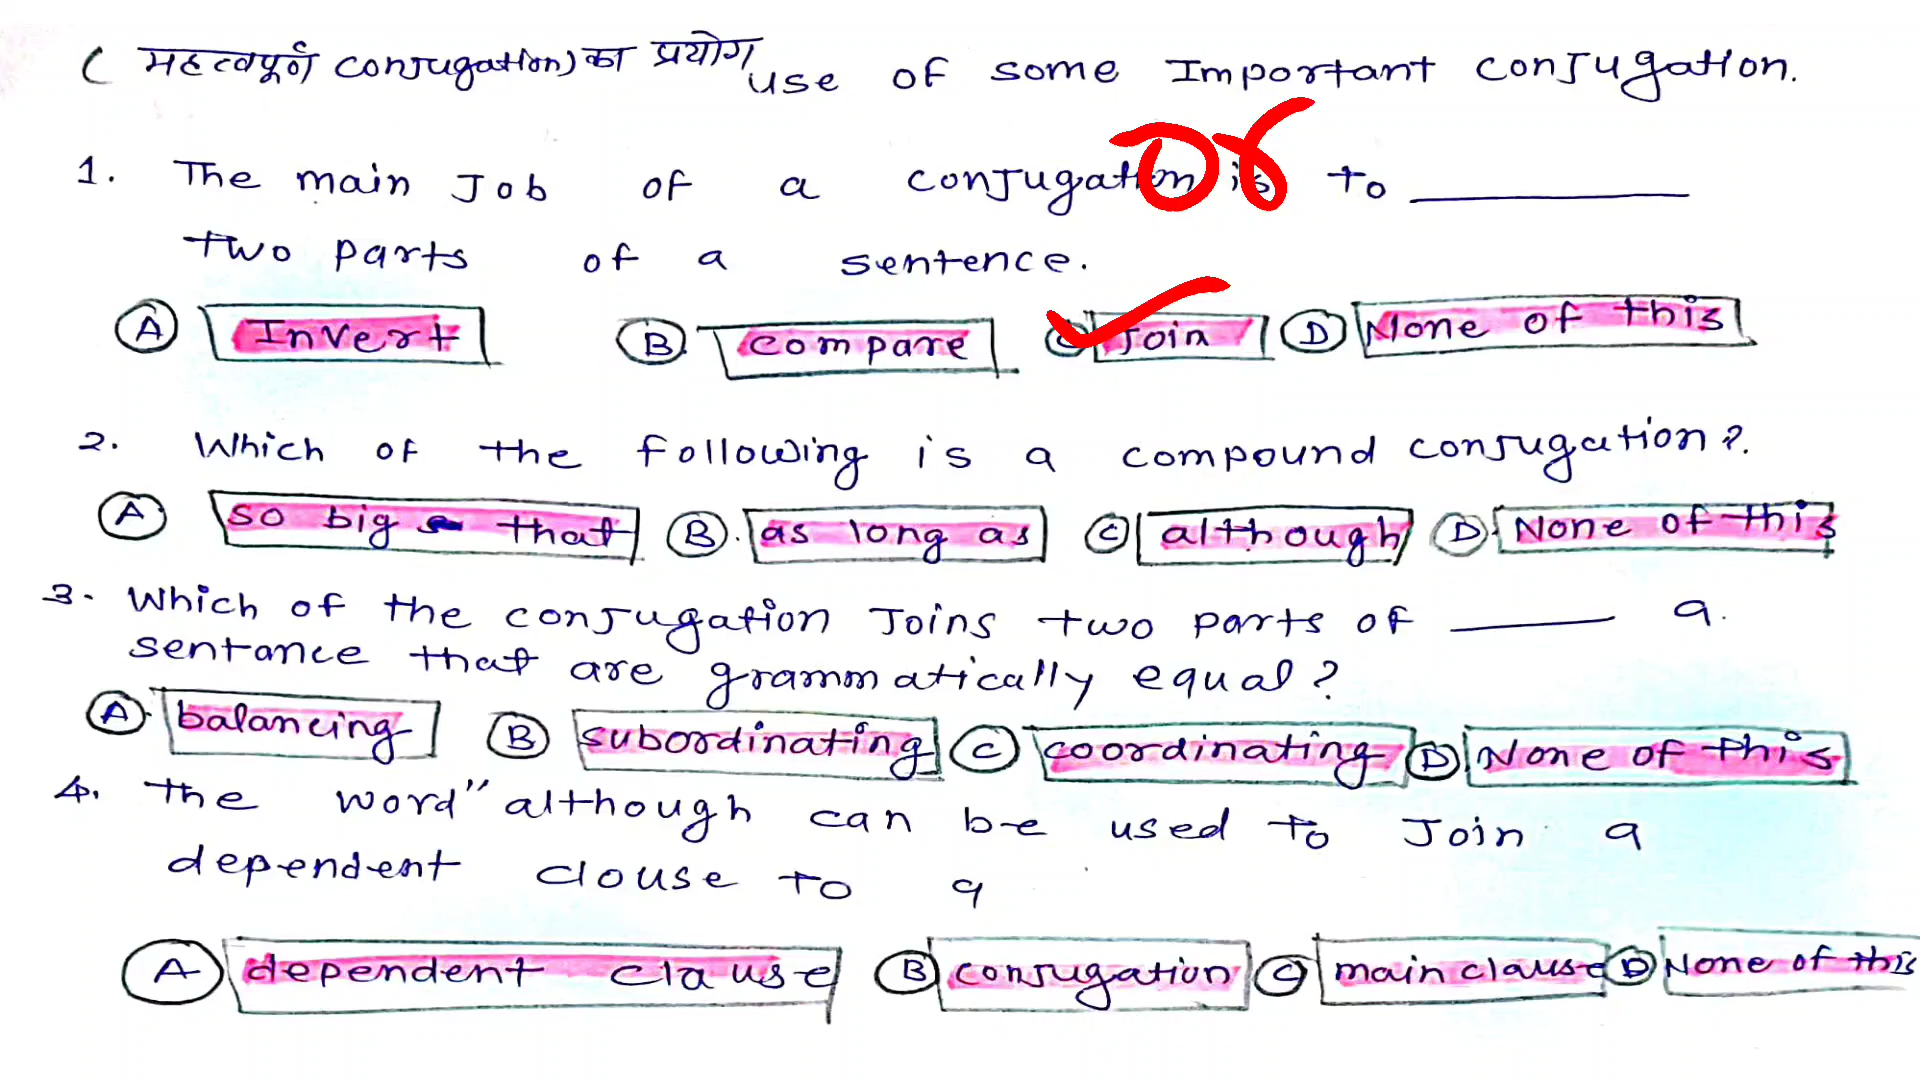 ( महत्वपूर्ण conjugation) का प्रयोग use of some Important conjugation.
or
1. The main Job of a conjugation is to ________
two parts of a sentence.
A Invert B compare C Join D None of this
2. Which of the following is a compound conjugation?
A so big that B as long as C although D None of this
3. Which of the conjugation Joins two parts of ____ a.
sentance that are grammatically equal?
A balancing B subordinating C coordinating D None of this
4. The word" although can be used to Join a
dependent clouse to a
A dependent clause B conjugation C main clause D None of this